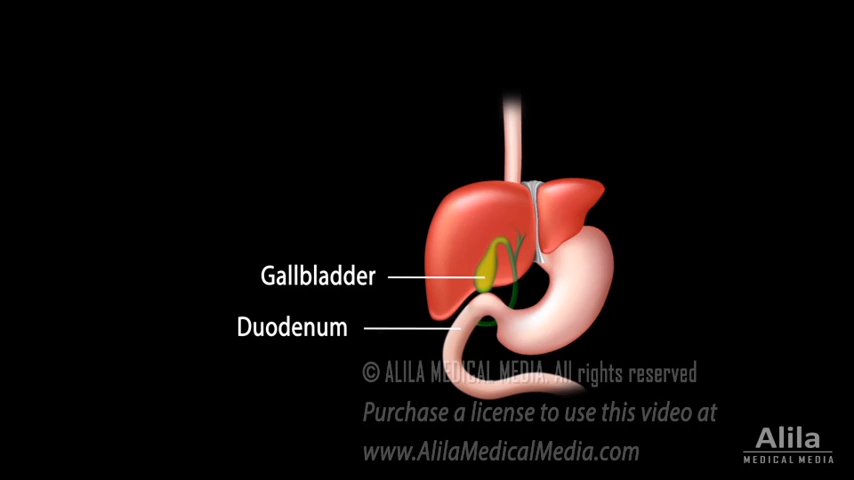 Gallbladder
Duodenum
© ALILA MEDICAL MEDIA. All rights reserved
Purchase a license to use this video at
www.AlilaMedicalMedia.com
Alila
MEDICAL MEDIA